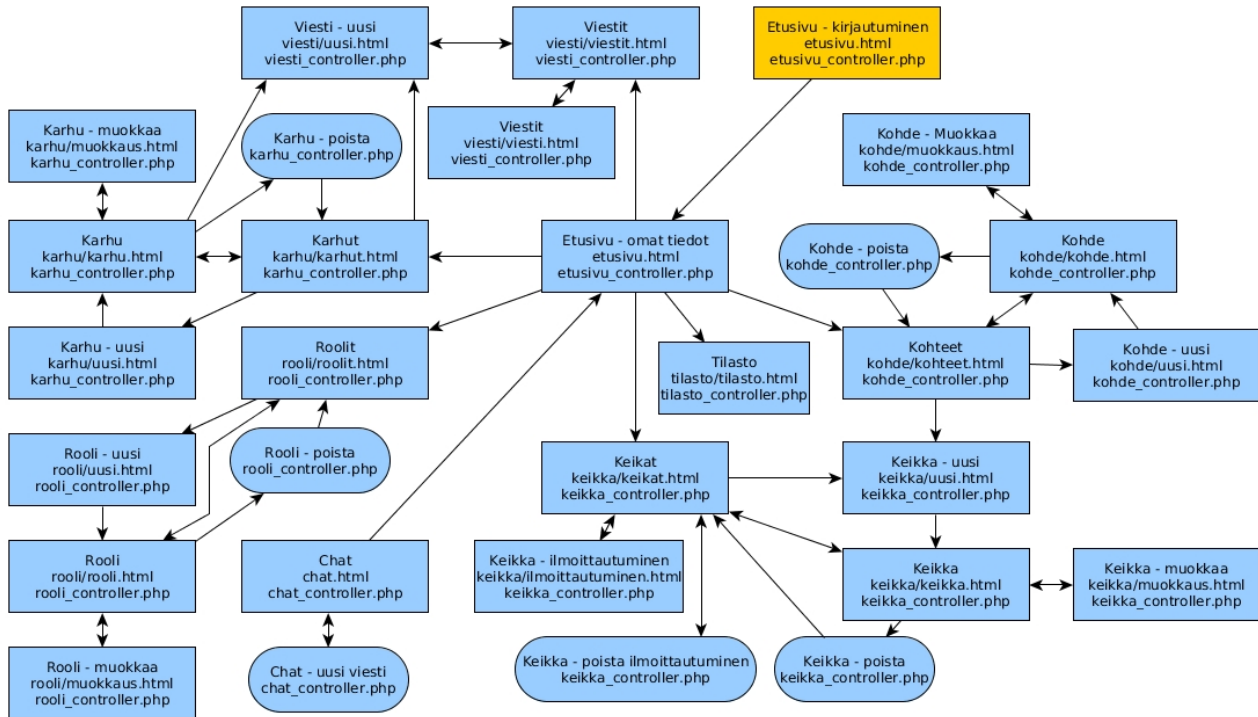 Viesti - uusi
viesti/uusi.html
viesti_controller.php
Viestit
viesti/viestit.html
viesti_controller.php
Etusivu - kirjautuminen
etusivu.html
etusivu_controller.php
Karhu - muokkaa
karhu/muokkaus.html
karhu_controller.php
Karhu - poista
karhu_controller.php
Viestit
viesti/viesti.html
viesti_controller.php
Kohde - Muokkaa
kohde/muokkaus.html
kohde_controller.php
Karhu
karhu/karhu.html
karhu_controller.php
Karhut
karhu/karhut.html
karhu_controller.php
Etusivu - omat tiedot
etusivu.html
etusivu_controller.php
Kohde - poista
kohde_controller.php
Kohde
kohde/kohde.html
kohde_controller.php
Karhu - uusi
karhu/uusi.html
karhu_controller.php
Roolit
rooli/roolit.html
rooli_controller.php
Tilasto
tilasto/tilasto.html
tilasto_controller.php
Kohteet
kohde/kohteet.html
kohde_controller.php
Kohde - uusi
kohde/uusi.html
kohde_controller.php
Rooli - uusi
rooli/uusi.html
rooli_controller.php
Rooli - poista
rooli_controller.php
Keikat
keikka/keikat.html
keikka_controller.php
Keikka - uusi
keikka/uusi.html
keikka_controller.php
Rooli
rooli/rooli.html
rooli_controller.php
Chat
chat.html
chat_controller.php
Keikka - ilmoittautuminen
keikka/ilmoittautuminen.html
keikka_controller.php
Keikka
keikka/keikka.html
keikka_controller.php
Keikka - muokkaa
keikka/muokkaus.html
keikka_controller.php
Rooli - muokkaa
rooli/muokkaus.html
rooli_controller.php
Chat - uusi viesti
chat_controller.php
Keikka - poista ilmoittautuminen
keikka_controller.php
Keikka - poista
keikka_controller.php